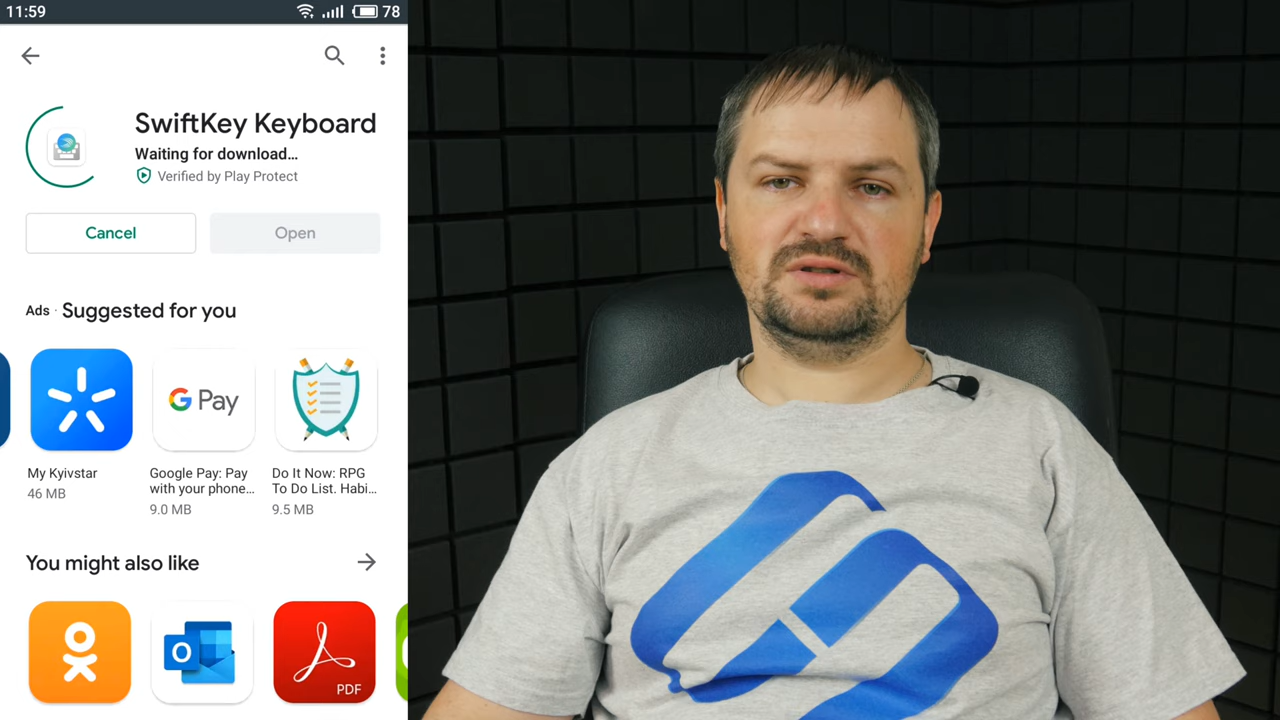 11:59
78
SwiftKey Keyboard
Waiting for download...
Verified by Play Protect
Cancel
Open
Ads · Suggested for you
G Pay
My Kyivstar
46 MB
Google Pay: Pay
with your phone...
9.0 MB
Do It Now: RPG
To Do List. Habi...
9.5 MB
You might also like
O
PDF